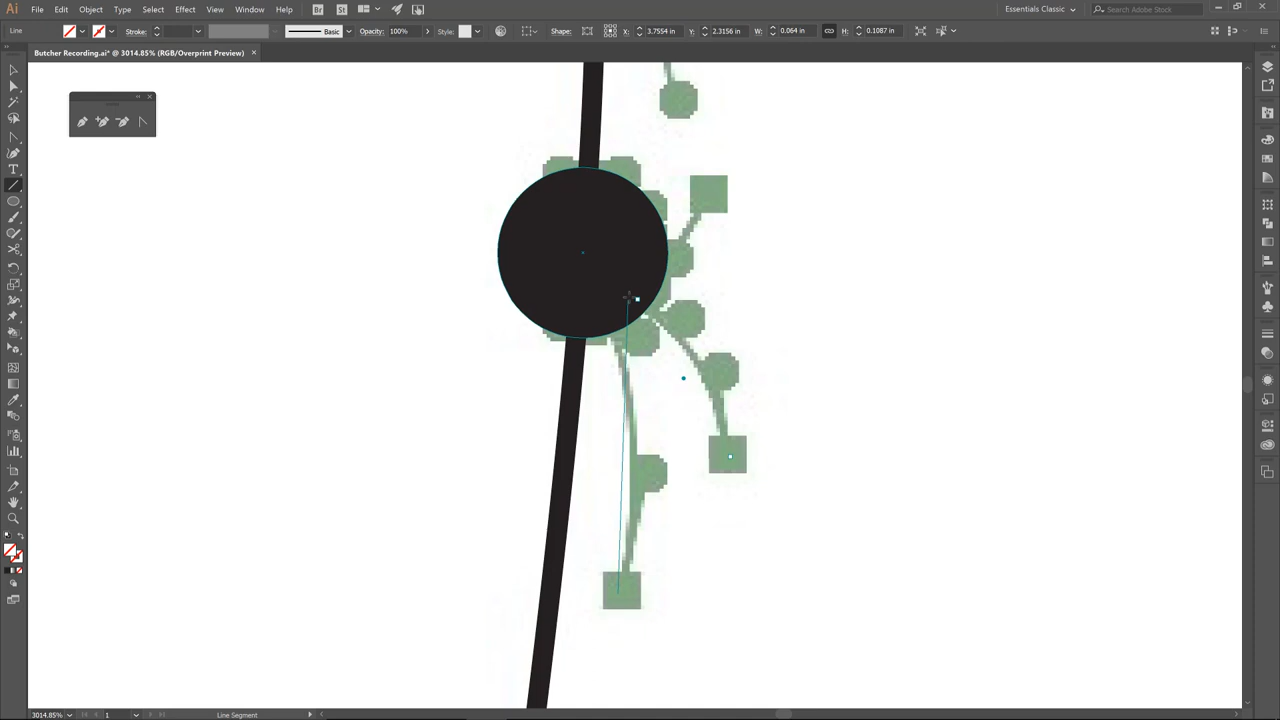 Ai File Edit Object Type Select Effect View Window Help Br St Essentials Classic Search Adobe Stock
Line Stroke: Basic Opacity: 100% Style: Shape: X: 3.7554 in Y: 2.3156 in W: 0.064 in H: 0.1087 in
Butcher Recording.ai* @ 3014.85% (RGB/Overprint Preview)
3014.85% 1 Line Segment